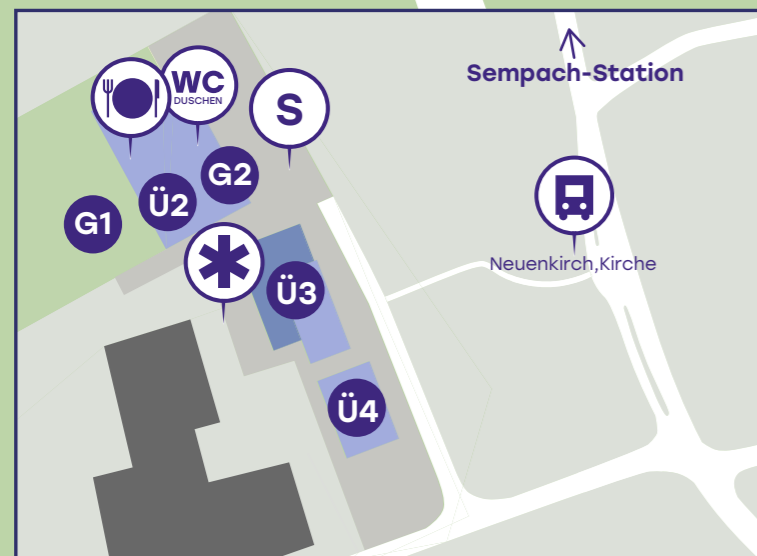 Sempach-Station
WC
DUSCHEN
S
G2
Ü2
G1
Neuenkirch,Kirche
Ü3
Ü4